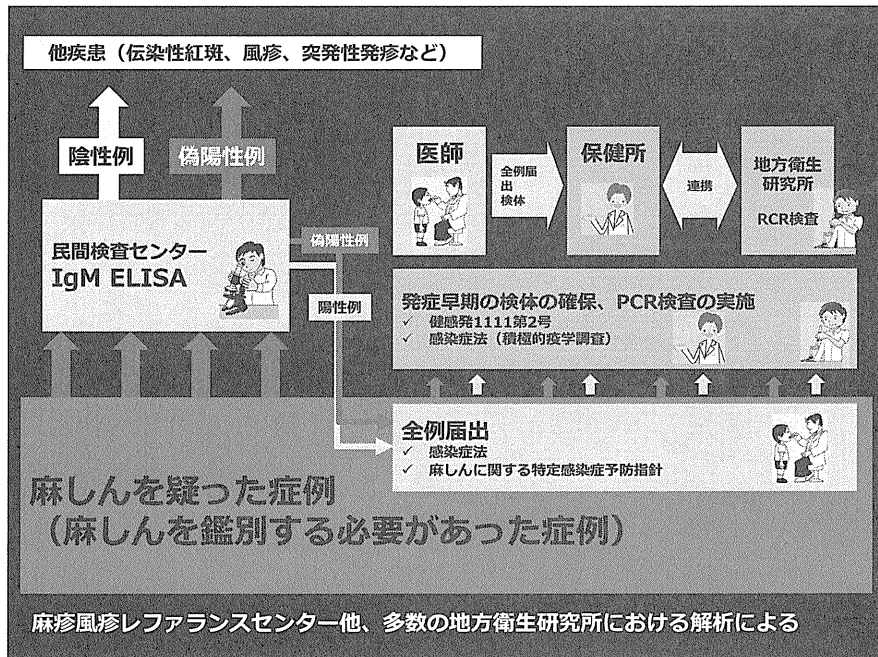 他疾患（伝染性紅斑、風疹、突発性発疹など）
陰性例
偽陽性例
民間検査センター
IgM ELISA
偽陽性例
陽性例
医師
全例届
出
検体
保健所
連携
地方衛生
研究所
RCR検査
発症早期の検体の確保、PCR検査の実施
✓ 健感発1111第2号
✓ 感染症法（積極的疫学調査）
全例届出
✓ 感染症法
✓ 麻しんに関する特定感染症予防指針
麻しんを疑った症例
（麻しんを鑑別する必要があった症例）
麻疹風疹レファランスセンター他、多数の地方衛生研究所における解析による